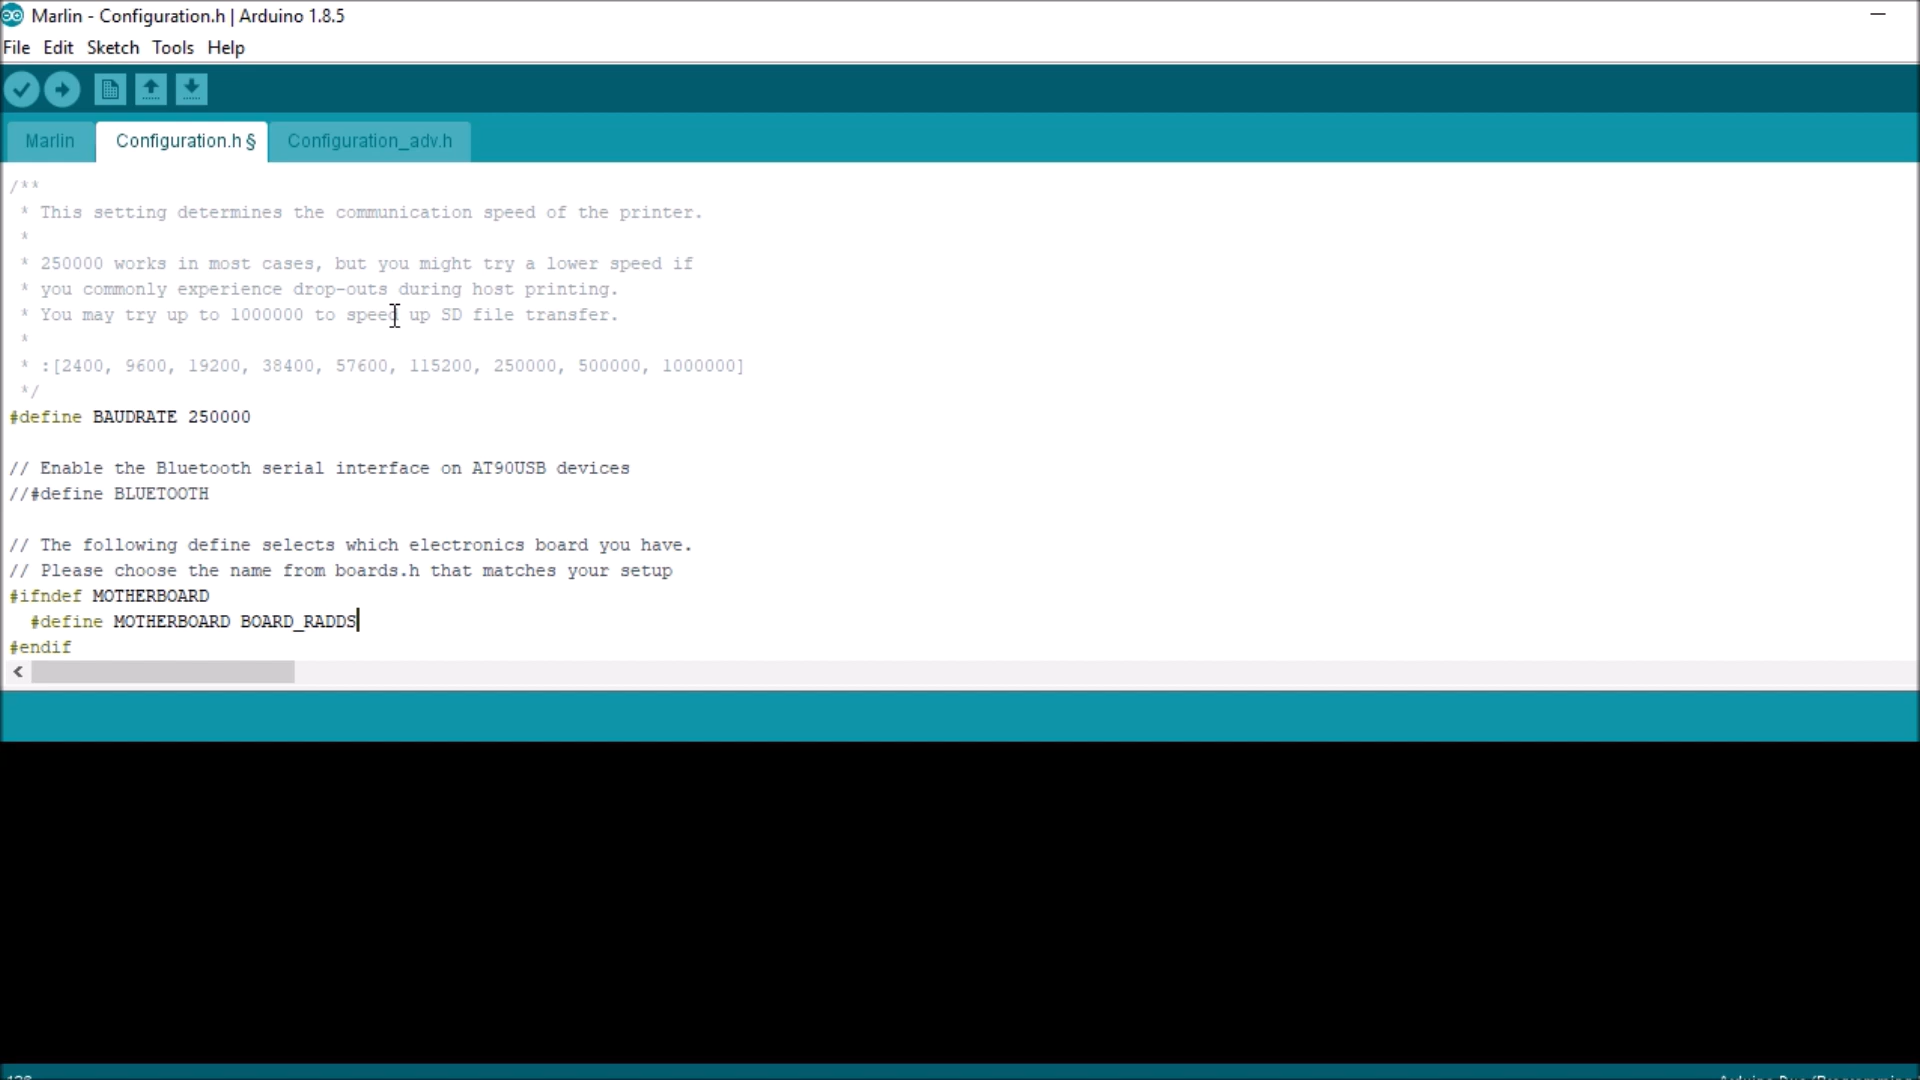 Marlin - Configuration.h | Arduino 1.8.5
File Edit Sketch Tools Help
Marlin Configuration.h § Configuration_adv.h
/**
* This setting determines the communication speed of the printer.
*
* 250000 works in most cases, but you might try a lower speed if
* you commonly experience drop-outs during host printing.
* You may try up to 1000000 to speed up SD file transfer.
*
* :[2400, 9600, 19200, 38400, 57600, 115200, 250000, 500000, 1000000]
*/
#define BAUDRATE 250000
// Enable the Bluetooth serial interface on AT90USB devices
//#define BLUETOOTH
// The following define selects which electronics board you have.
// Please choose the name from boards.h that matches your setup
#ifndef MOTHERBOARD
#define MOTHERBOARD BOARD_RADDS
#endif